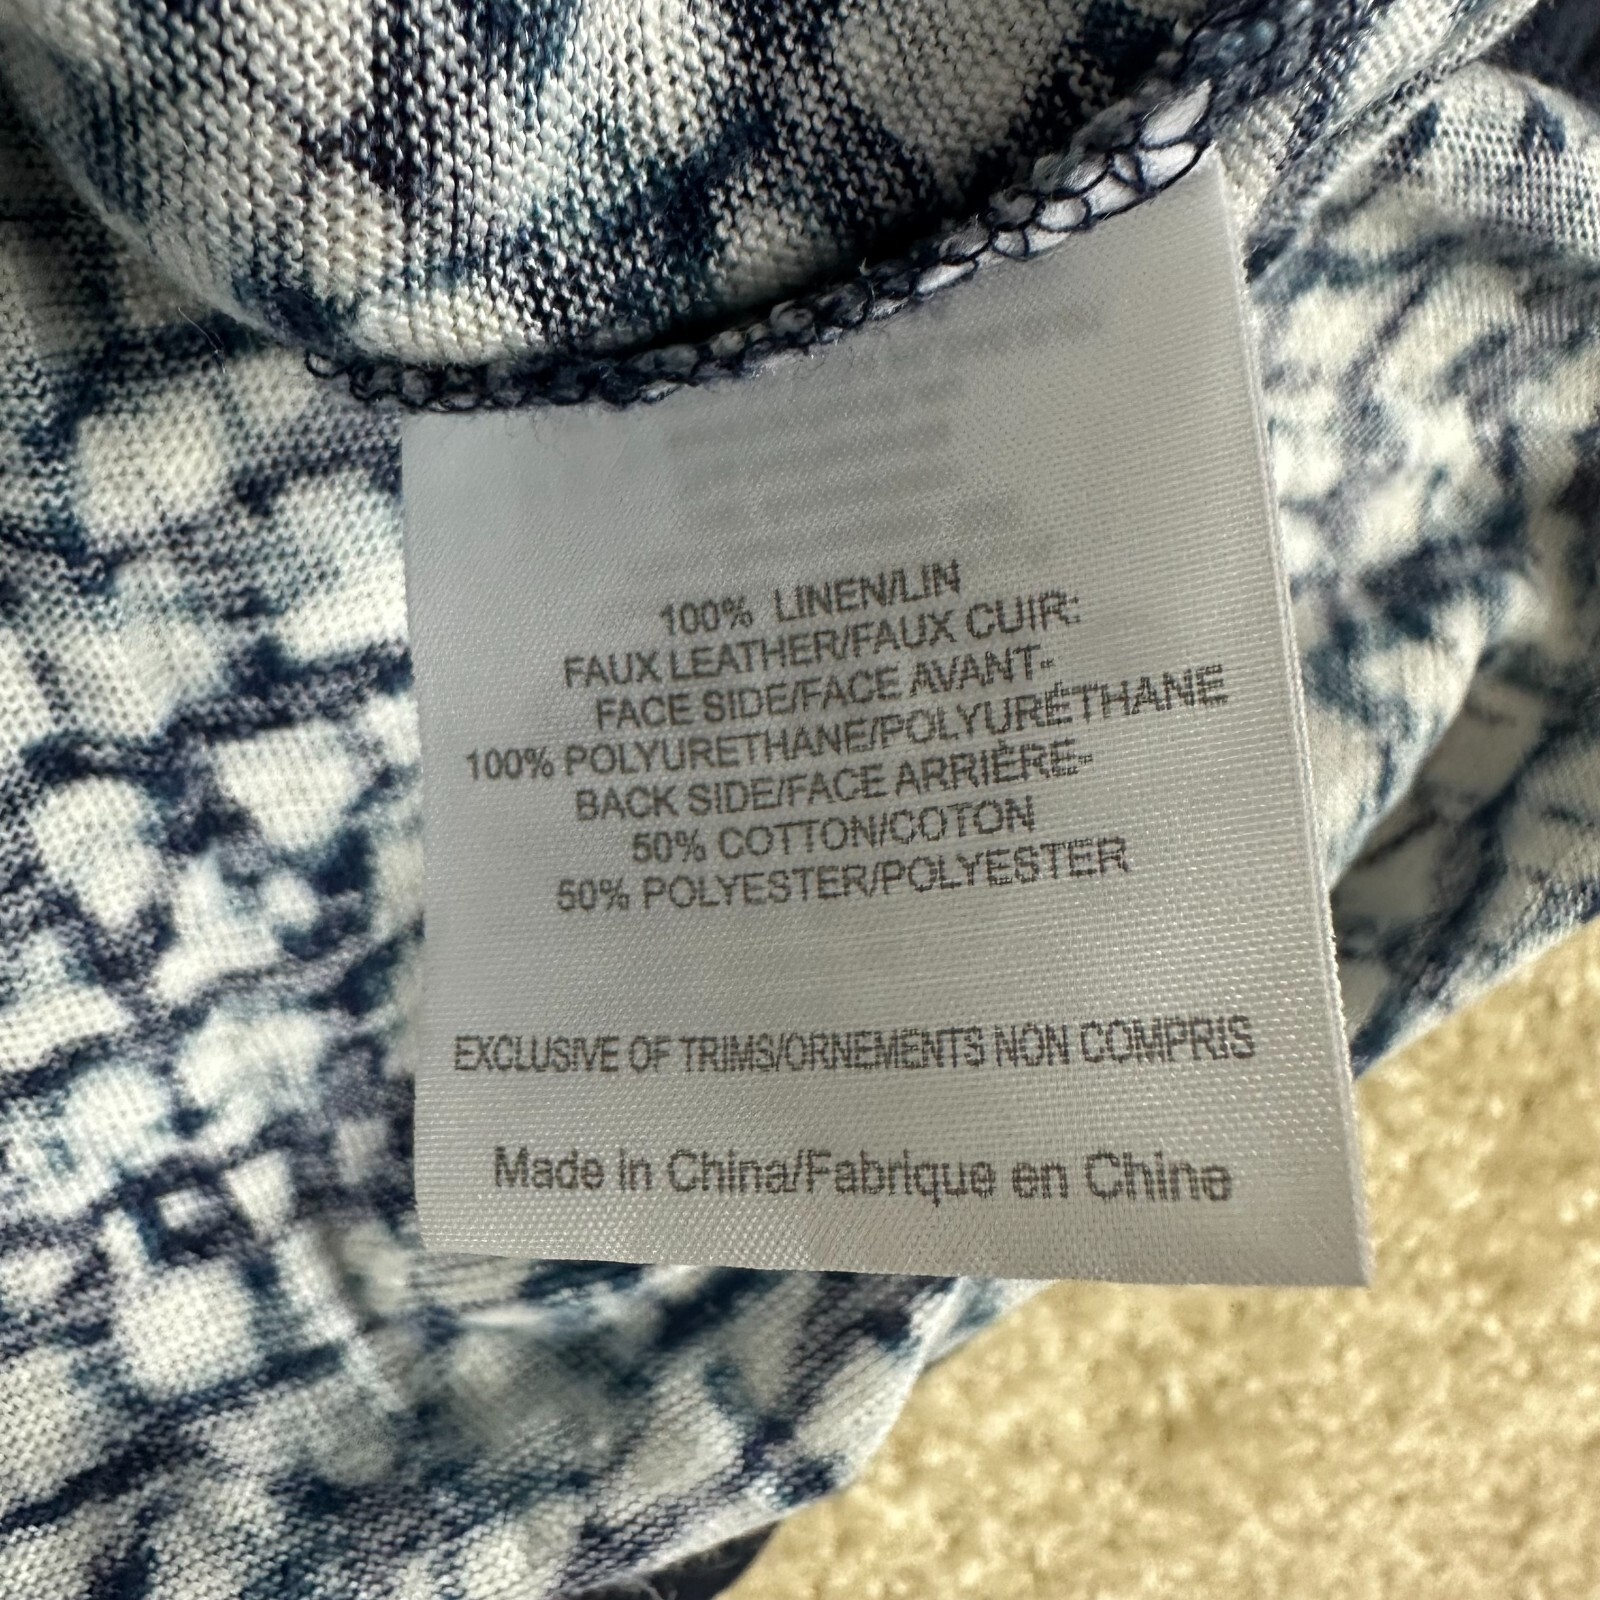 100% LINEN/LIN
FAUX LEATHER/FAUX CUIR:
FACE SIDE/FACE AVANT-
100% POLYURETHANE/POLYURÉTHANE
BACK SIDE/FACE ARRIÈRE-
50% COTTON/COTON
50% POLYESTER/POLYESTER
EXCLUSIVE OF TRIMS/ORNEMENTS NON COMPRIS
Made in China/Fabrique en Chine